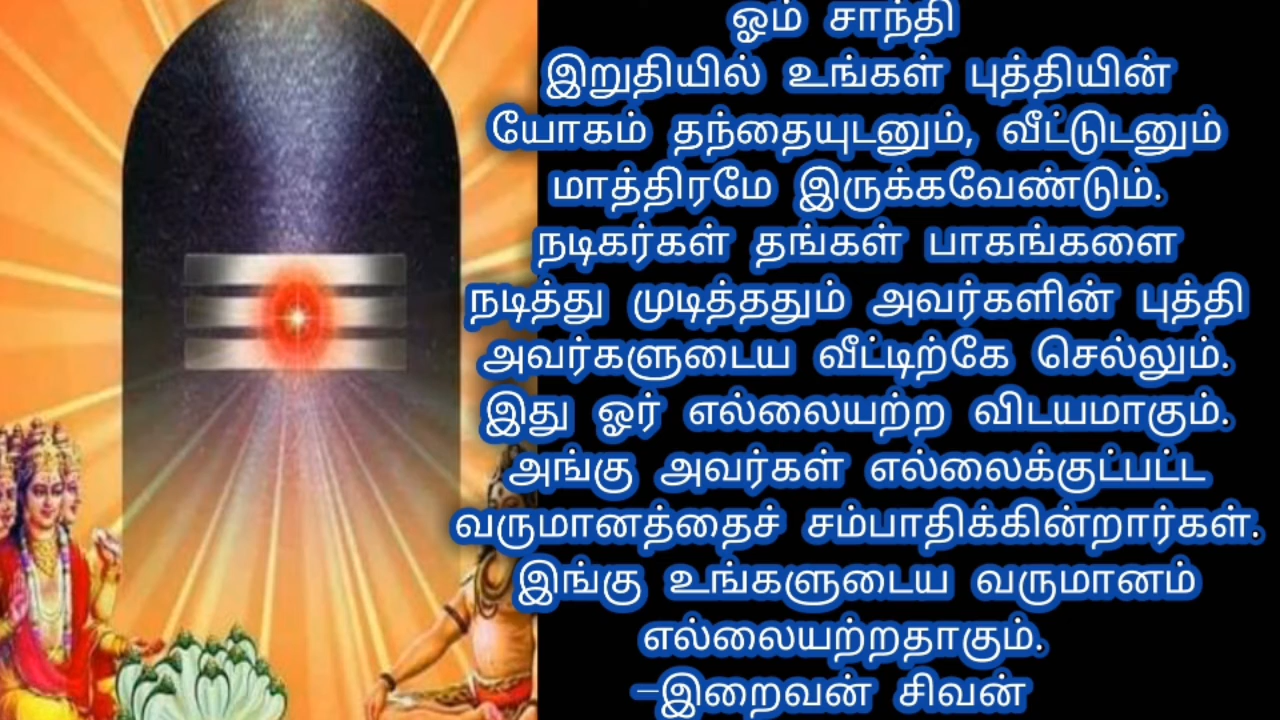 ஓம் சாந்தி
இறுதியில் உங்கள் புத்தியின்
யோகம் தந்தையுடனும், வீட்டுடனும்
மாத்திரமே இருக்கவேண்டும்.
நடிகர்கள் தங்கள் பாகங்களை
நடித்து முடித்ததும் அவர்களின் புத்தி
அவர்களுடைய வீட்டிற்கே செல்லும்.
இது ஓர் எல்லையற்ற விடயமாகும்.
அங்கு அவர்கள் எல்லைக்குட்பட்ட
வருமானத்தைச் சம்பாதிக்கின்றார்கள்.
இங்கு உங்களுடைய வருமானம்
எல்லையற்றதாகும்.
–இறைவன் சிவன்